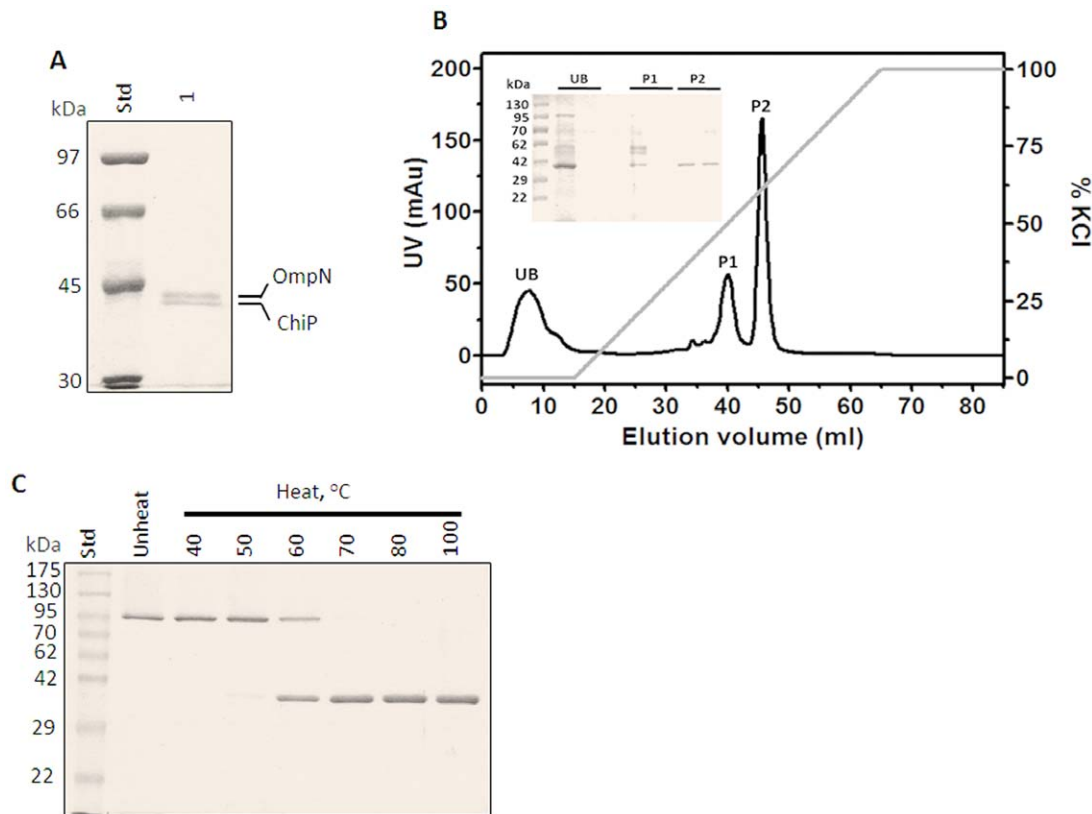 A
kDa
Std
1
97
66
45
30
OmpN
ChiP
B
200
150
100
50
0
UV (mAu)
100
75
50
25
0
% KCl
0 10 20 30 40 50 60 70 80
Elution volume (ml)
UB
P1
P2
kDa
UB P1 P2
130
95
70
62
42
29
22
C
Heat, °C
kDa
Std Unheat 40 50 60 70 80 100
175
130
95
70
62
42
29
22